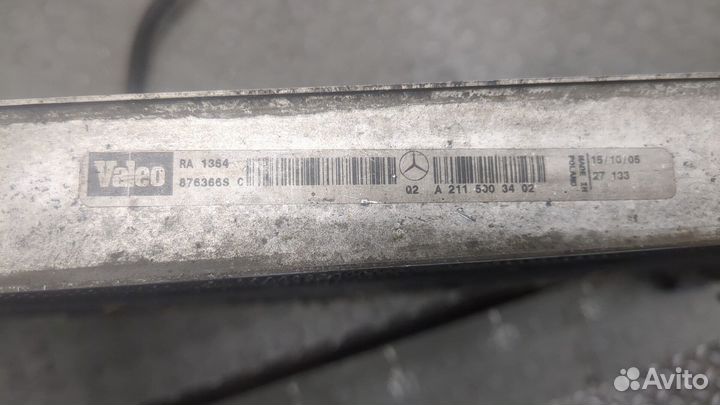 Valeo
RA 1364
876366S C
02 A 211 500 34 02
MADE IN
POLAND
15/10/05
27 133
Avito